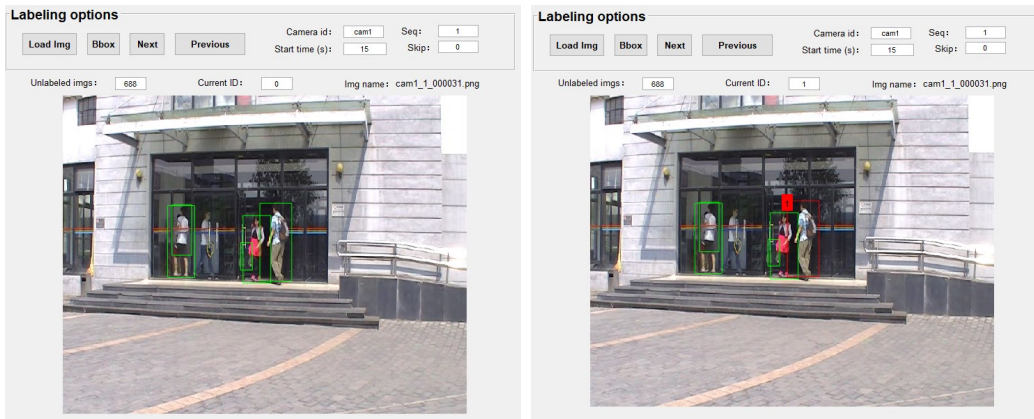 Labeling options
Load Img Bbox Next Previous
Camera id: cam1 Seq: 1
Start time (s): 15 Skip: 0
Unlabeled imgs: 688 Current ID: 0 Img name: cam1_1_000031.png
Labeling options
Load Img Bbox Next Previous
Camera id: cam1 Seq: 1
Start time (s): 15 Skip: 0
Unlabeled imgs: 688 Current ID: 1 Img name: cam1_1_000031.png
1